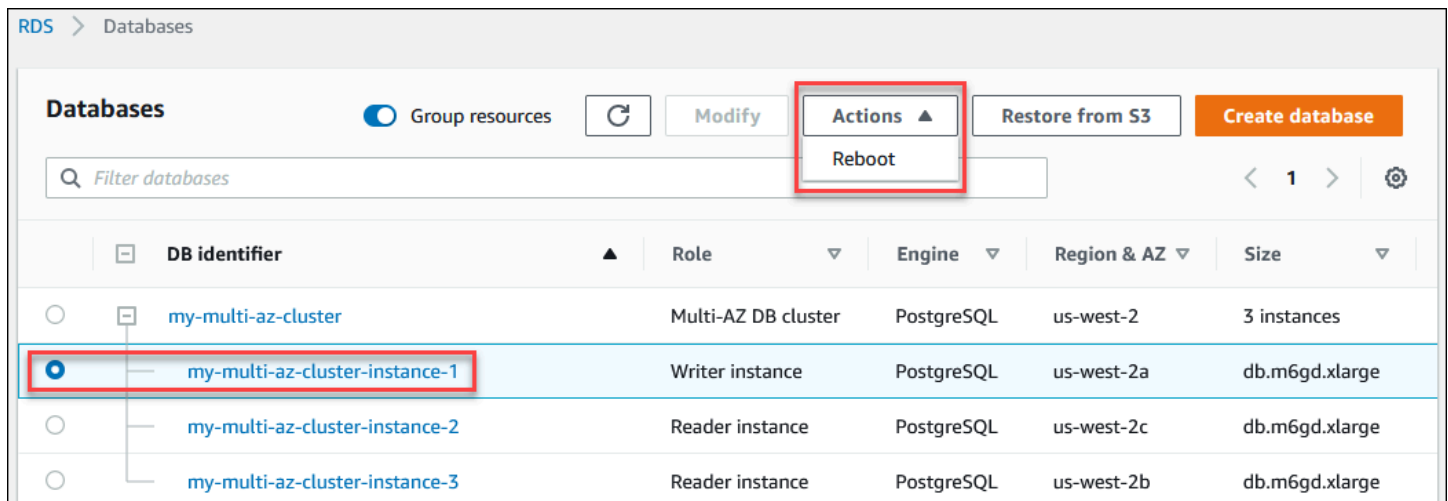 RDS > Databases
Databases Group resources Modify Actions ▲ Restore from S3 Create database
Reboot
Filter databases < 1 >
DB identifier ▲ Role ▽ Engine ▽ Region & AZ ▽ Size ▽
my-multi-az-cluster Multi-AZ DB cluster PostgreSQL us-west-2 3 instances
my-multi-az-cluster-instance-1 Writer instance PostgreSQL us-west-2a db.m6gd.xlarge
my-multi-az-cluster-instance-2 Reader instance PostgreSQL us-west-2c db.m6gd.xlarge
my-multi-az-cluster-instance-3 Reader instance PostgreSQL us-west-2b db.m6gd.xlarge